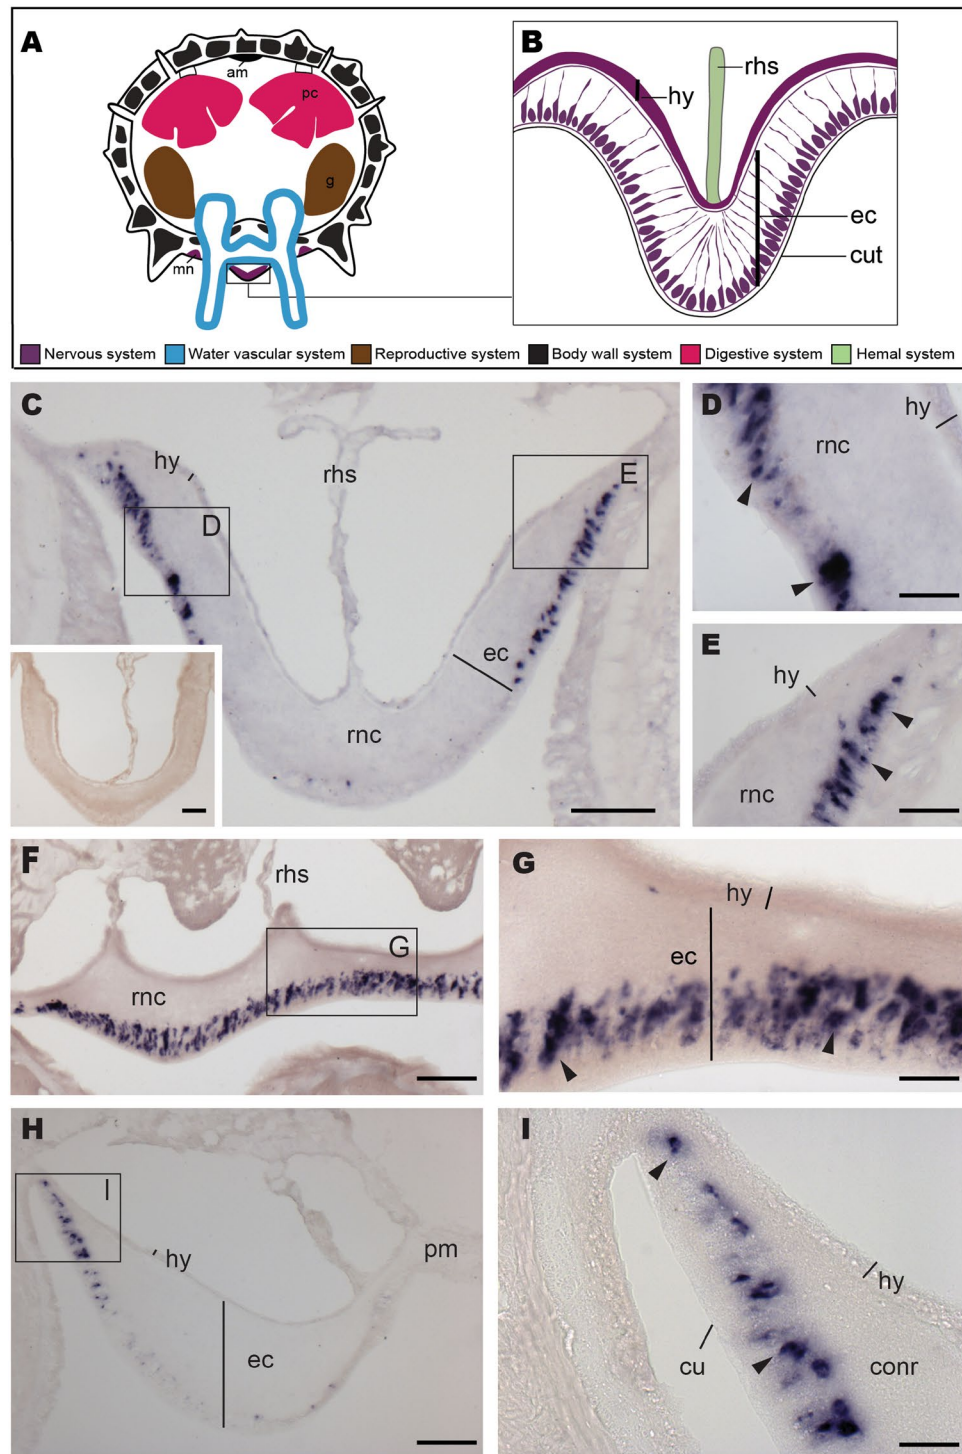 A
am
pc
g
mn
B
rhs
hy
ec
cut
Nervous system
Water vascular system
Reproductive system
Body wall system
Digestive system
Hemal system
C
hy
rhs
D
E
ec
rnc
D
hy
rnc
E
hy
rnc
F
rhs
G
rnc
G
hy
ec
H
I
hy
pm
ec
I
hy
cu
conr